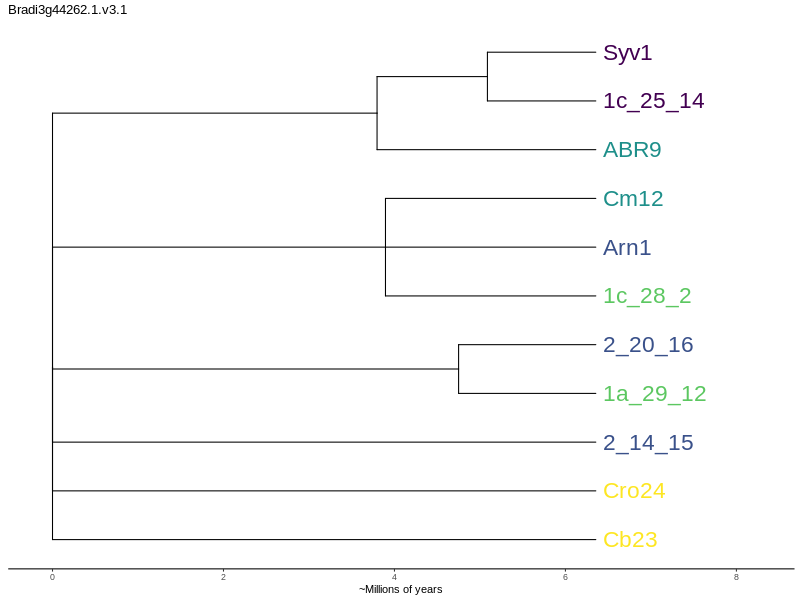 Bradi3g44262.1.v3.1
Syv1
1c_25_14
ABR9
Cm12
Arn1
1c_28_2
2_20_16
1a_29_12
2_14_15
Cro24
Cb23
0 2 4 6 8
~Millions of years